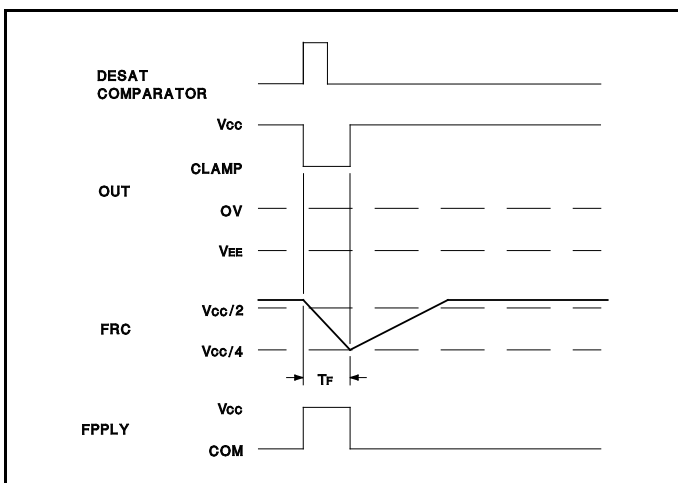 DESAT
COMPARATOR
Vcc
CLAMP
OUT
OV
VEE
Vcc/2
FRC
Vcc/4
TF
Vcc
FPPLY
COM